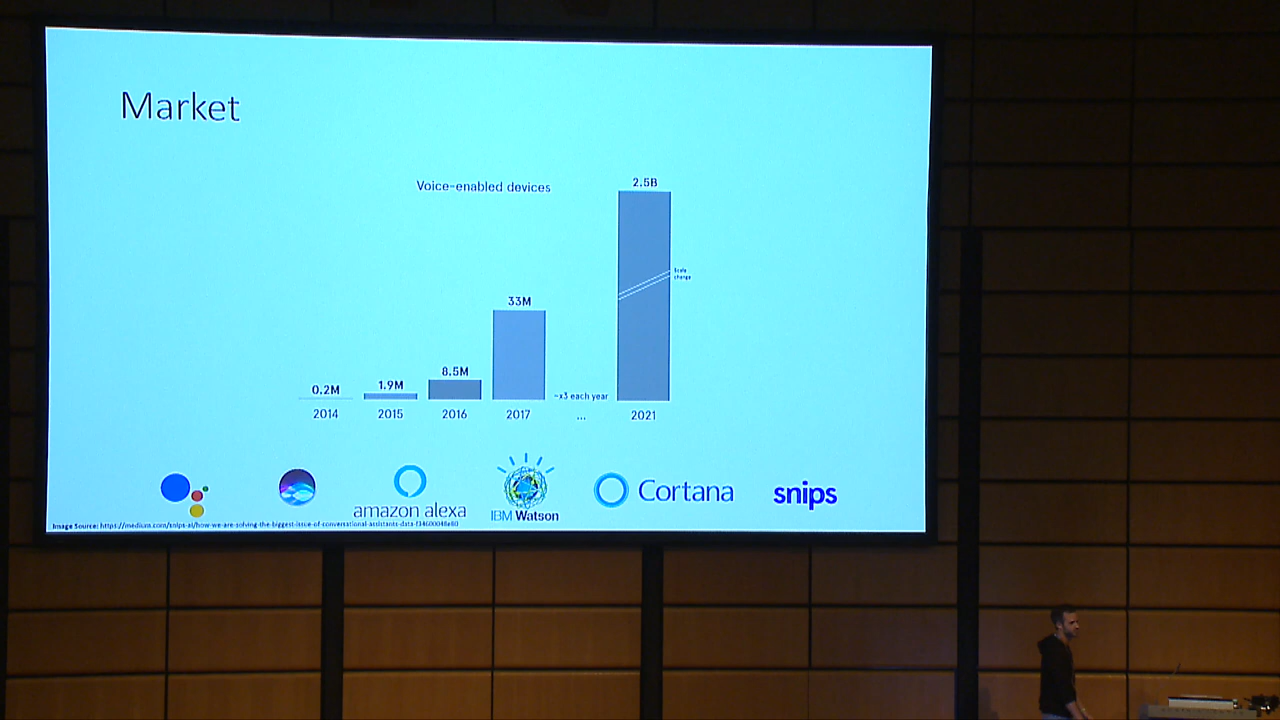 Market
Voice-enabled devices
2.5B
Scale
change
33M
8.5M
1.9M
0.2M
~x3 each year
2014 2015 2016 2017 ... 2021
amazon alexa
IBM Watson
Cortana
snips
Image Source: https://medium.com/snips-ai/how-we-are-solving-the-biggest-issue-of-conversational-assistants-data-f34600048e80